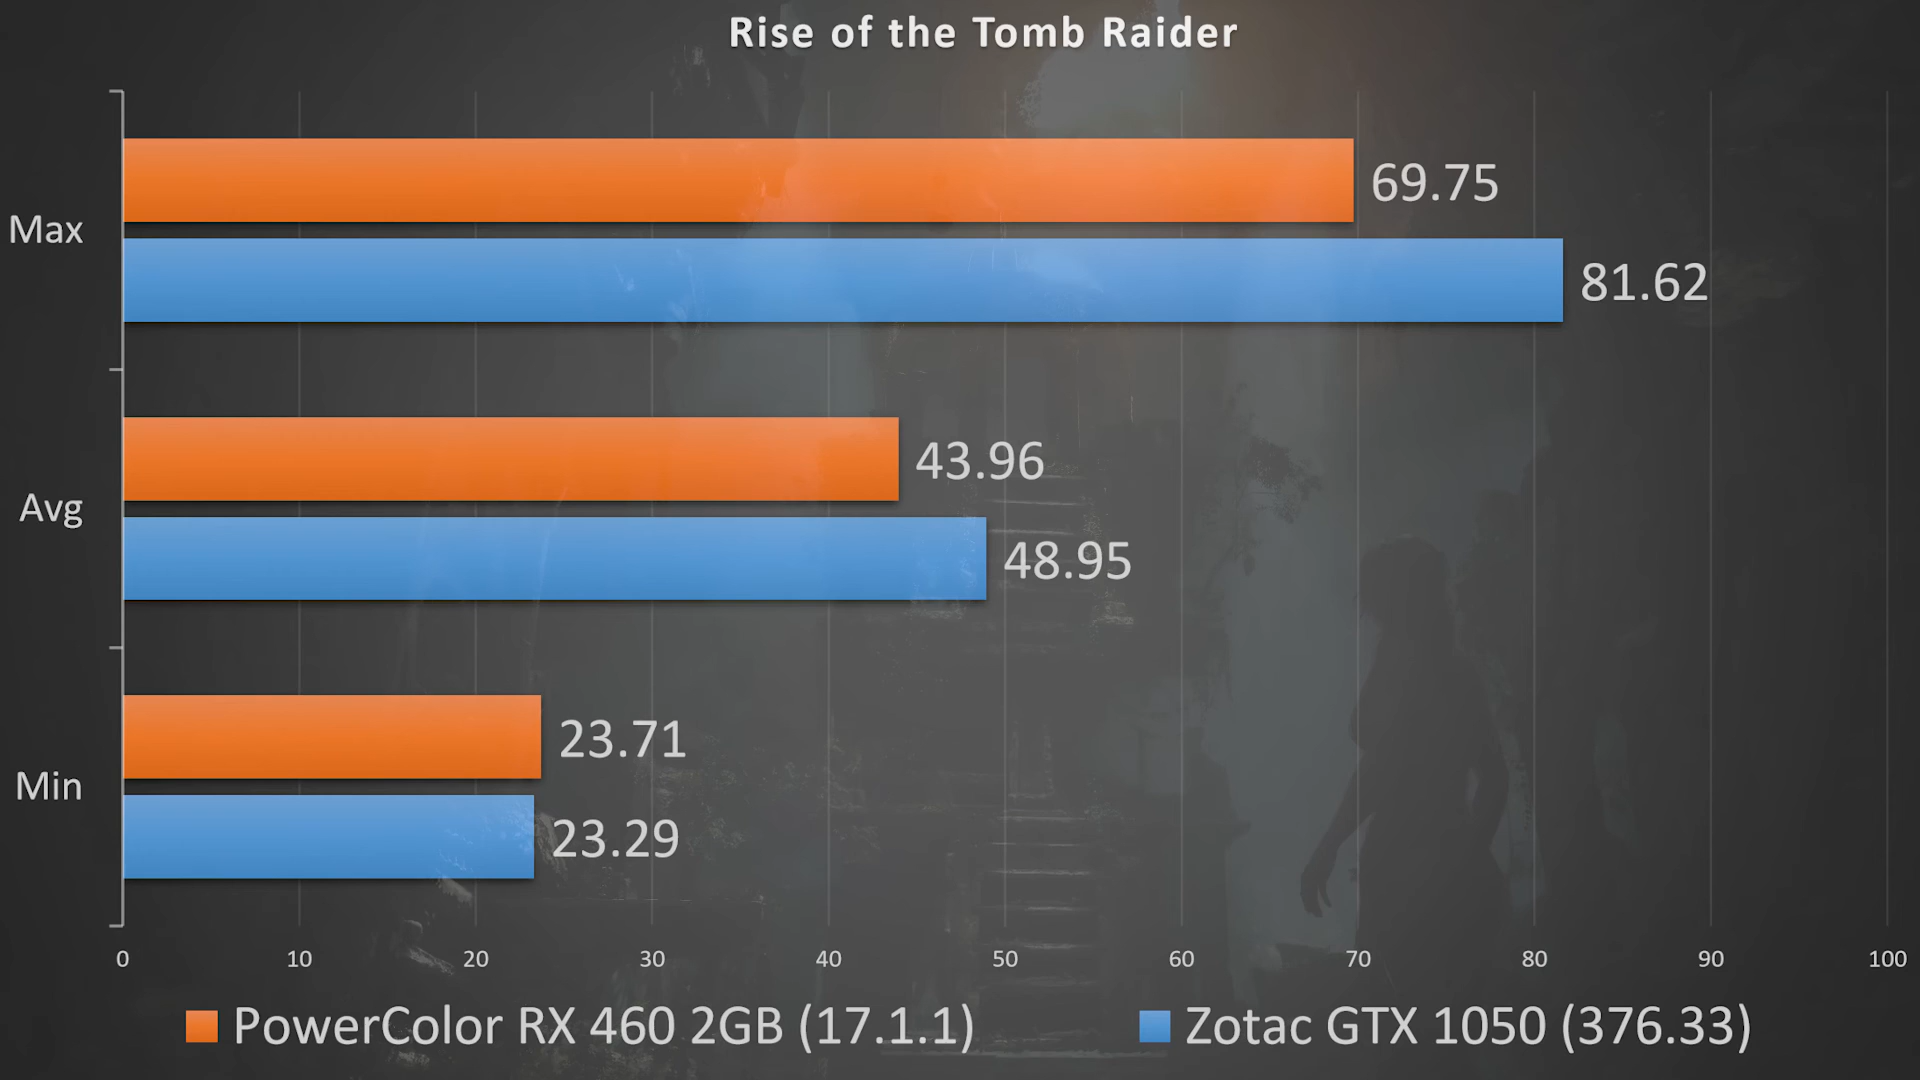 Rise of the Tomb Raider
Max
69.75
81.62
Avg
43.96
48.95
Min
23.71
23.29
0 10 20 30 40 50 60 70 80 90 100
PowerColor RX 460 2GB (17.1.1) Zotac GTX 1050 (376.33)